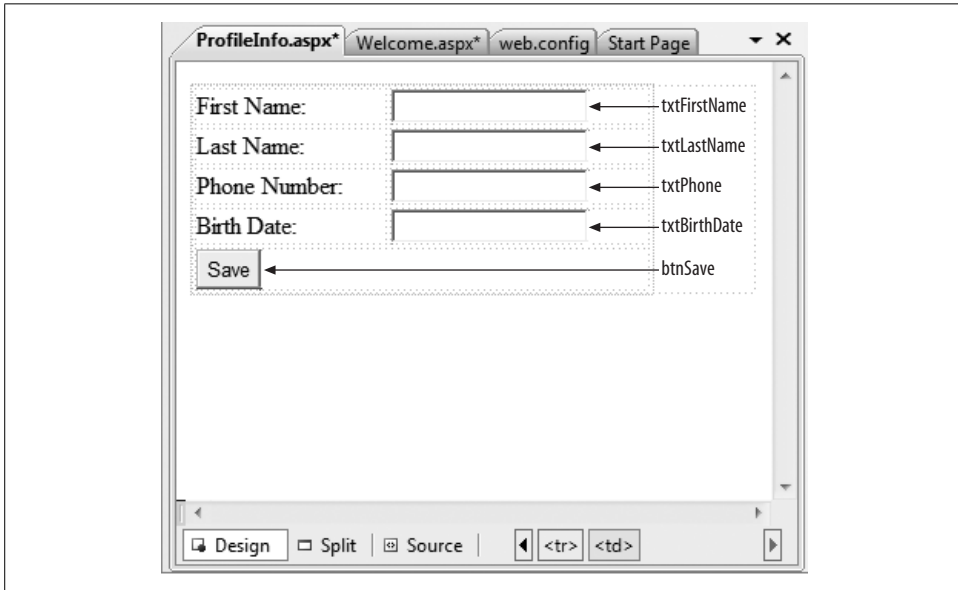 ProfileInfo.aspx* Welcome.aspx* web.config Start Page
First Name: txtFirstName
Last Name: txtLastName
Phone Number: txtPhone
Birth Date: txtBirthDate
Save btnSave
Design Split Source <tr> <td>